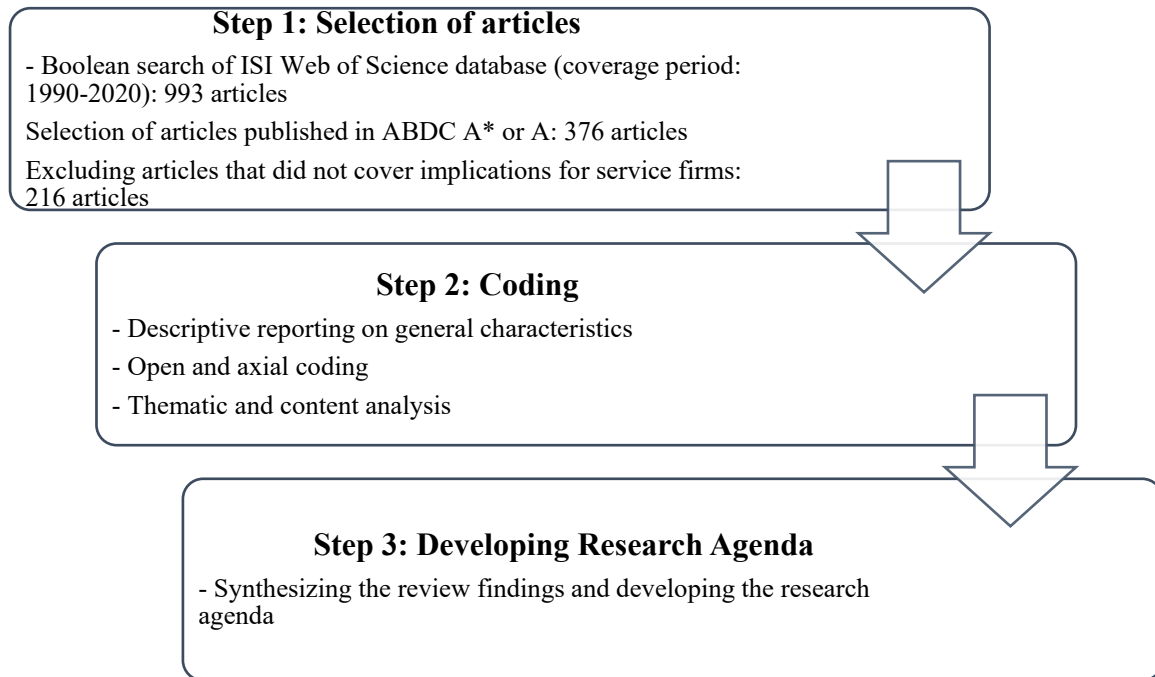 Step 1: Selection of articles
- Boolean search of ISI Web of Science database (coverage period:
1990-2020): 993 articles
Selection of articles published in ABDC A* or A: 376 articles
Excluding articles that did not cover implications for service firms:
216 articles
Step 2: Coding
- Descriptive reporting on general characteristics
- Open and axial coding
- Thematic and content analysis
Step 3: Developing Research Agenda
- Synthesizing the review findings and developing the research
agenda